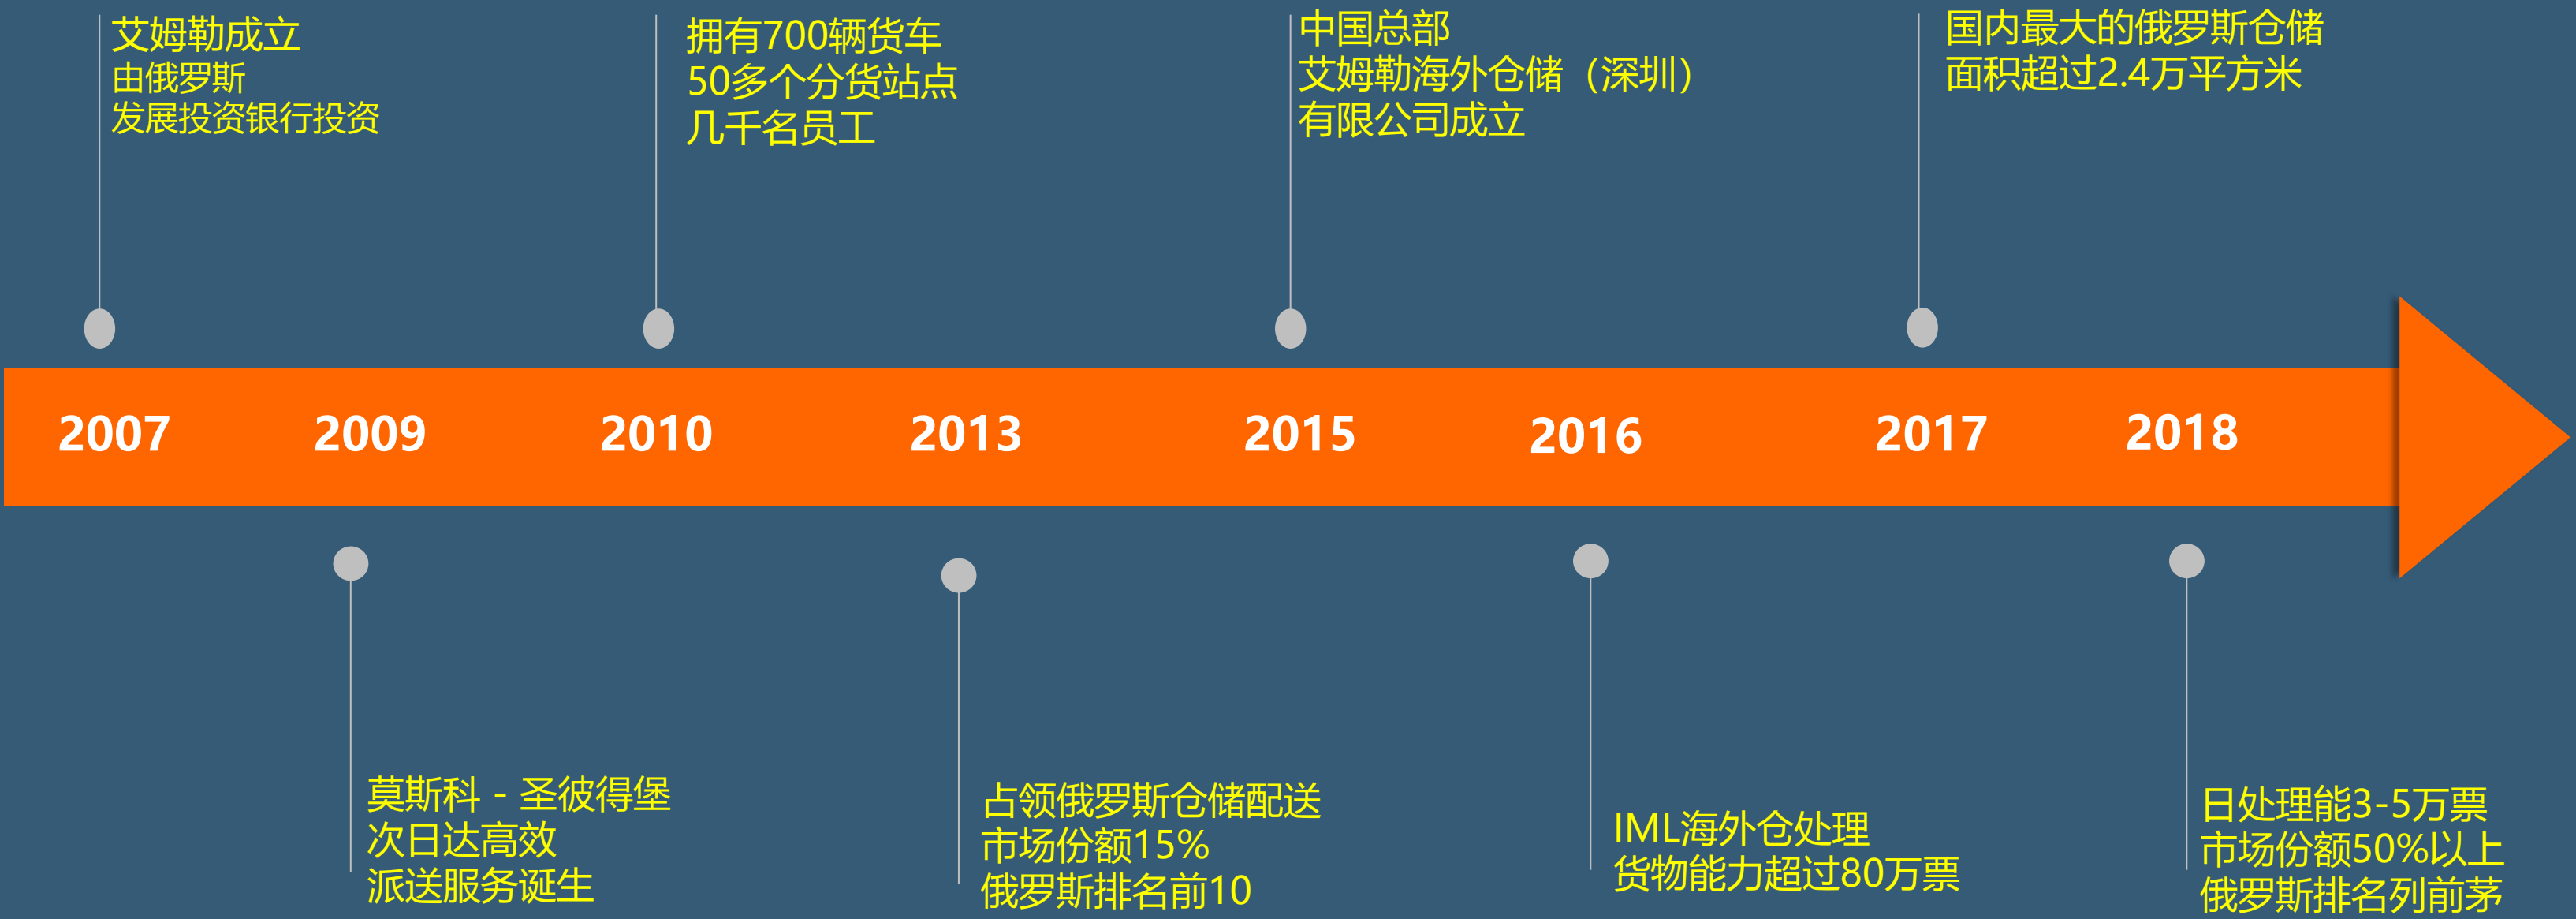 艾姆勒成立
由俄罗斯
发展投资银行投资
拥有700辆货车
50多个分货站点
几千名员工
中国总部
艾姆勒海外仓储（深圳）
有限公司成立
国内最大的俄罗斯仓储
面积超过2.4万平方米
2007
2009
2010
2013
2015
2016
2017
2018
莫斯科 - 圣彼得堡
次日达高效
派送服务诞生
占领俄罗斯仓储配送
市场份额15%
俄罗斯排名前10
IML海外仓处理
货物能力超过80万票
日处理能3-5万票
市场份额50%以上
俄罗斯排名列前茅